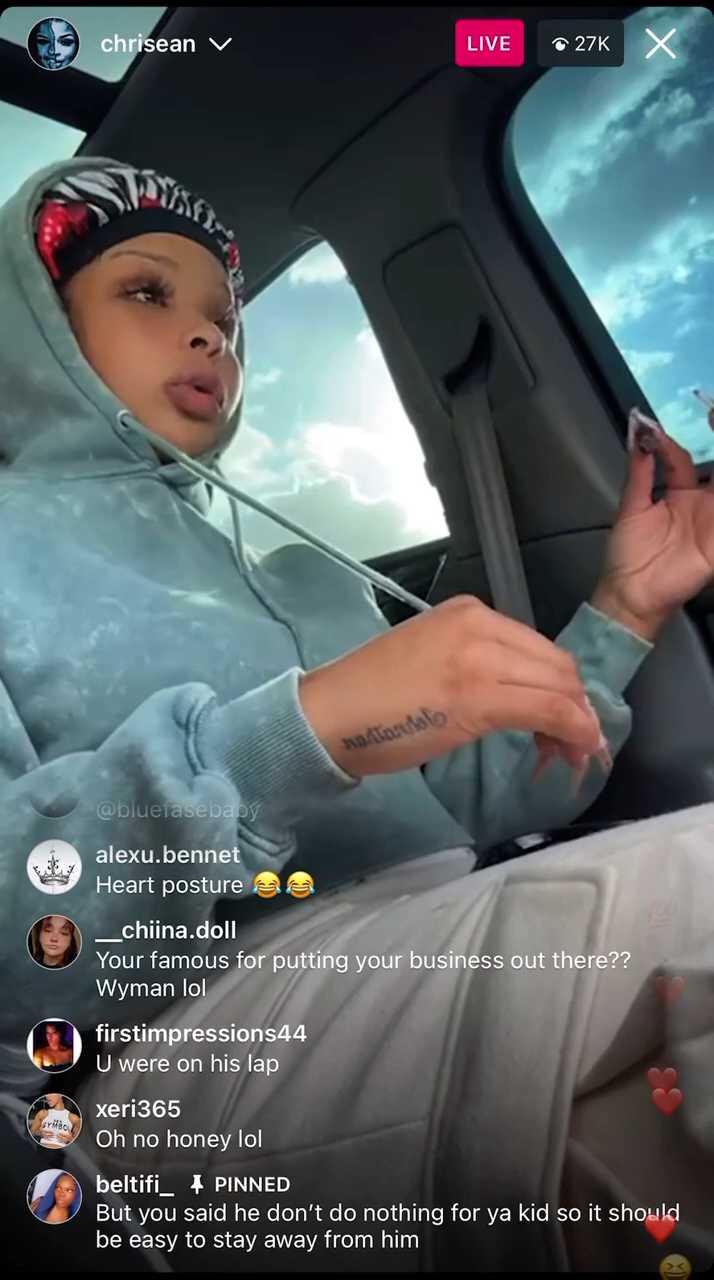 chrisean
LIVE
27K
Johnathan
@bluefasebaby
alexu.bennet
Heart posture 😂😂
__chiina.doll
Your famous for putting your business out there??
Wyman lol
firstimpressions44
U were on his lap
xeri365
Oh no honey lol
beltifi_ PINNED
But you said he don’t do nothing for ya kid so it should
be easy to stay away from him